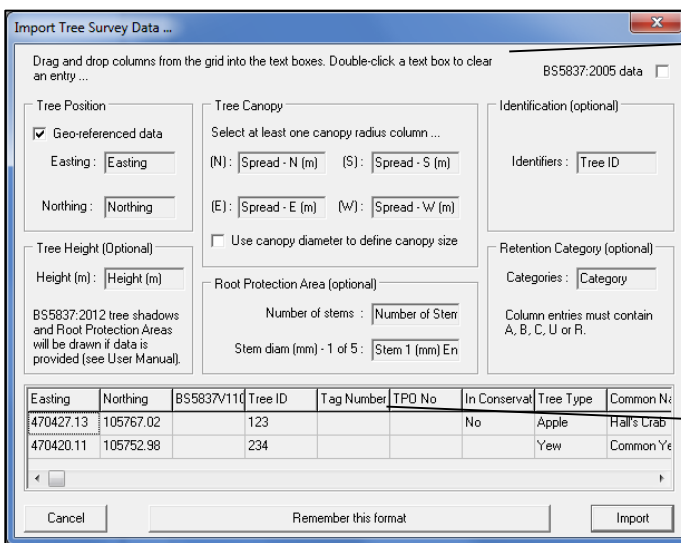 Import Tree Survey Data ...
Drag and drop columns from the grid into the text boxes. Double-click a text box to clear
an entry ...
BS5837:2005 data
Tree Position
Geo-referenced data
Easting : Easting
Northing : Northing
Tree Canopy
Select at least one canopy radius column ...
(N) : Spread - N (m) (S) : Spread - S (m)
(E) : Spread - E (m) (W) : Spread - W (m)
Use canopy diameter to define canopy size
Identification (optional)
Identifiers : Tree ID
Tree Height (Optional)
Height (m) : Height (m)
BS5837:2012 tree shadows
and Root Protection Areas
will be drawn if data is
provided (see User Manual).
Root Protection Area (optional)
Number of stems : Number of Stem
Stem diam (mm) - 1 of 5 : Stem 1 (mm) En
Retention Category (optional)
Categories : Category
Column entries must contain
A, B, C, U or R.
Easting Northing BS5837V110 Tree ID Tag Number TPO No In Conservat Tree Type Common Na
470427.13 105767.02 123 No Apple Hall's Crab
470420.11 105752.98 234 Yew Common Ye
Cancel Remember this format Import